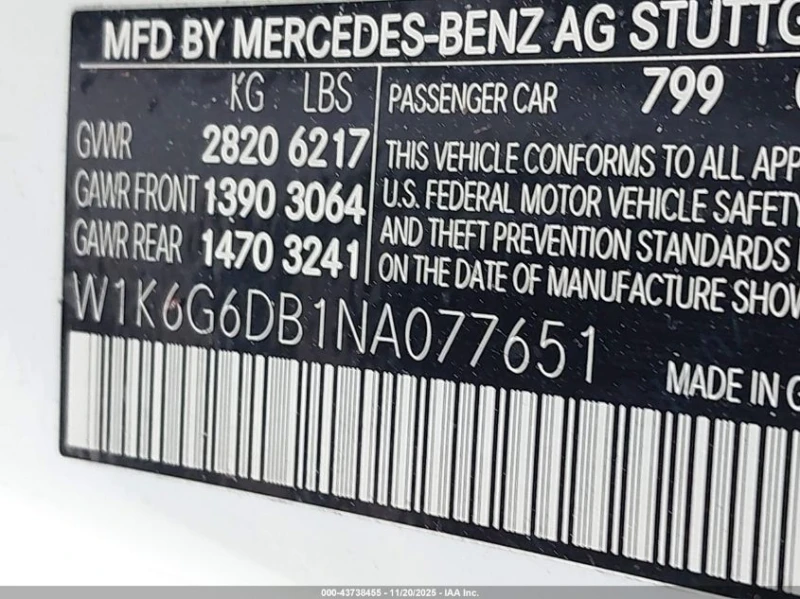 MFD BY MERCEDES-BENZ AG STUTTG
KG LBS
GVWR 2820 6217
GAWR FRONT 1390 3064
GAWR REAR 1470 3241
PASSENGER CAR 799
THIS VEHICLE CONFORMS TO ALL APP
U.S. FEDERAL MOTOR VEHICLE SAFETY
AND THEFT PREVENTION STANDARDS
ON THE DATE OF MANUFACTURE SHOW
W1K6G6DB1NA077651
MADE IN G
000-43738455 - 11/20/2025 - IAA Inc.